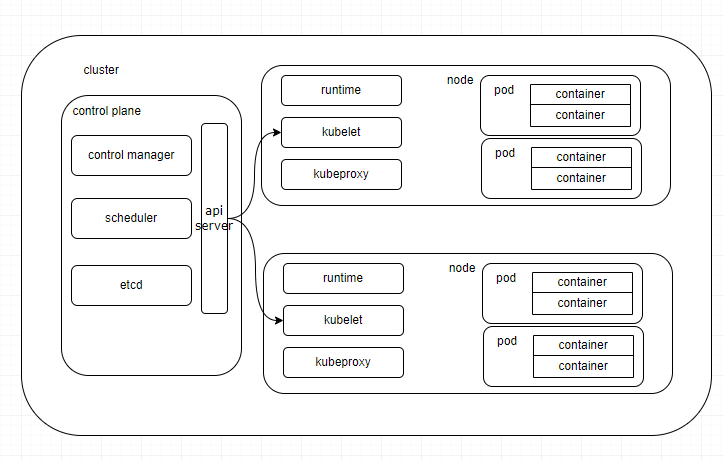 cluster
control plane
control manager
scheduler
etcd
api
server
runtime
kubelet
kubeproxy
node
pod
container
container
pod
container
container
runtime
kubelet
kubeproxy
node
pod
container
container
pod
container
container